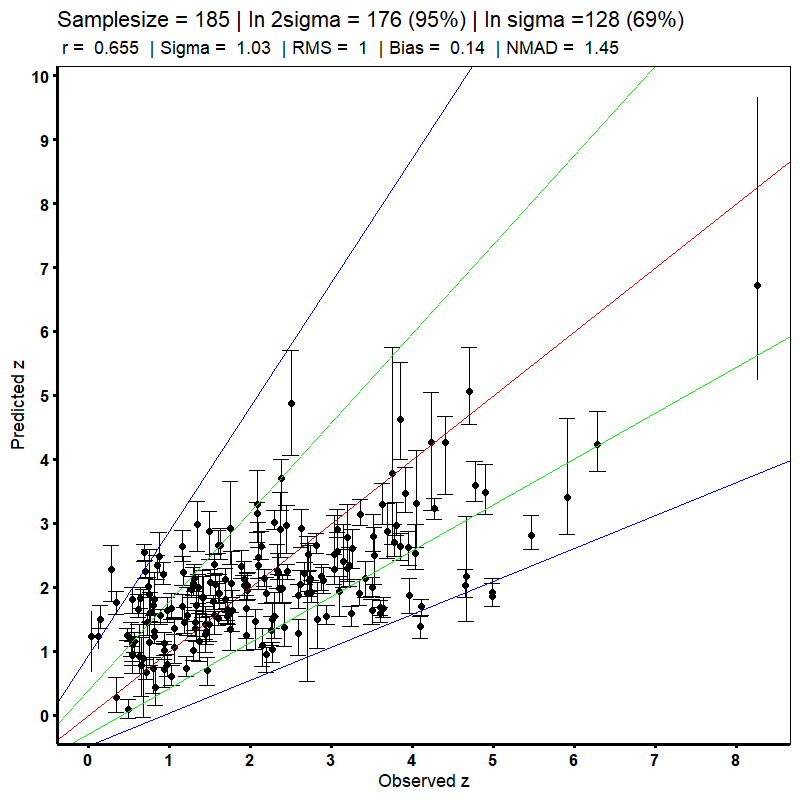 Samplesize = 185 | In 2sigma = 176 (95%) | In sigma =128 (69%)
r = 0.655 | Sigma = 1.03 | RMS = 1 | Bias = 0.14 | NMAD = 1.45
10
9
8
7
6
5
4
3
2
1
0
Predicted z
0 1 2 3 4 5 6 7 8
Observed z